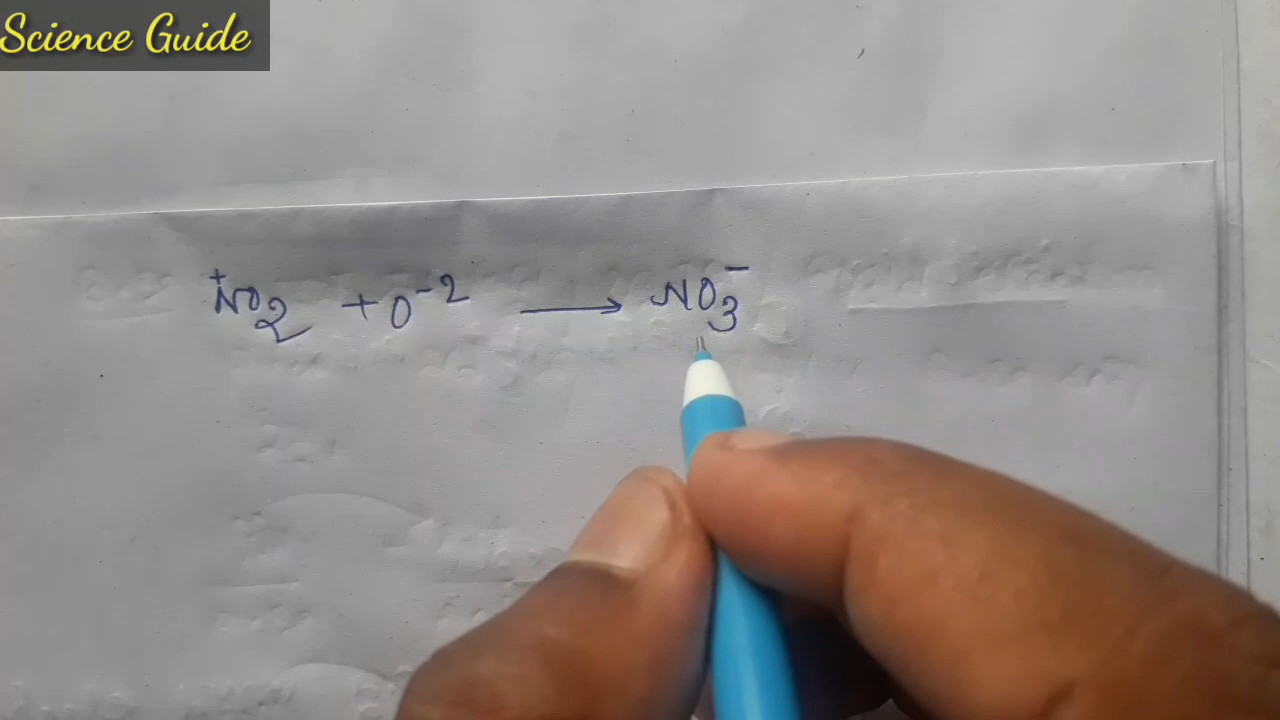 Science Guide
⁺NO₂ + O⁻² ⟶ NO₃⁻